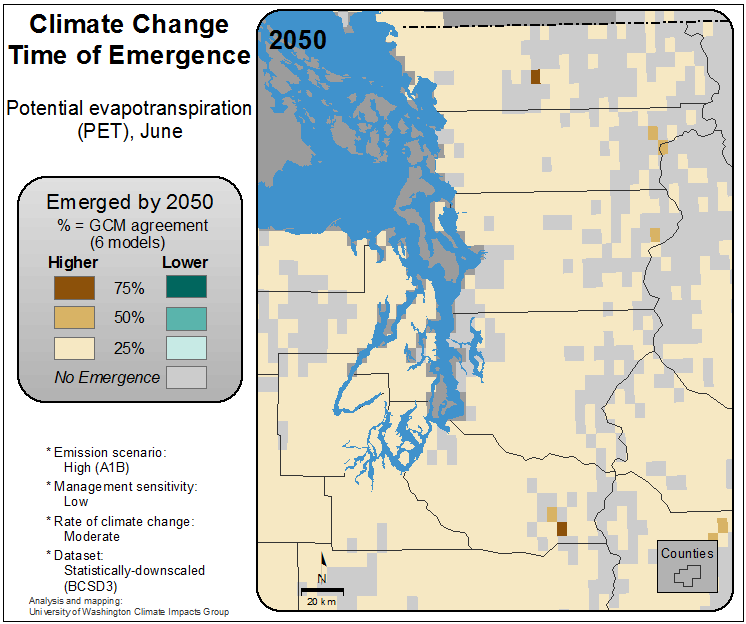 Climate Change
Time of Emergence
Potential evapotranspiration
(PET), June
Emerged by 2050
% = GCM agreement
(6 models)
Higher Lower
75%
50%
25%
No Emergence
* Emission scenario:
High (A1B)
* Management sensitivity:
Low
* Rate of climate change:
Moderate
* Dataset:
Statistically-downscaled
(BCSD3)
Analysis and mapping:
University of Washington Climate Impacts Group
2050
N
20 km
Counties